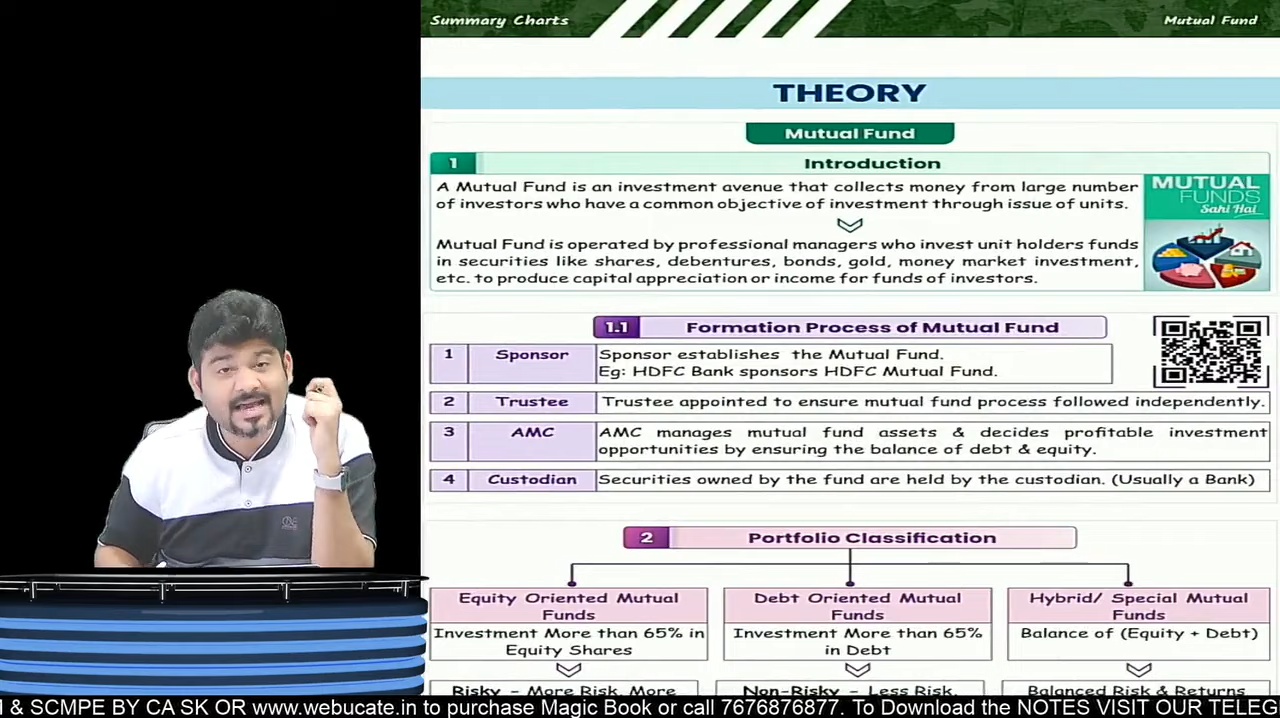 Summary Charts
Mutual Fund
THEORY
Mutual Fund
1 Introduction
A Mutual Fund is an investment avenue that collects money from large number
of investors who have a common objective of investment through issue of units.
Mutual Fund is operated by professional managers who invest unit holders funds
in securities like shares, debentures, bonds, gold, money market investment,
etc. to produce capital appreciation or income for funds of investors.
MUTUAL
FUNDS
Sahi Hai
1.1 Formation Process of Mutual Fund
1 Sponsor Sponsor establishes the Mutual Fund.
Eg: HDFC Bank sponsors HDFC Mutual Fund.
2 Trustee Trustee appointed to ensure mutual fund process followed independently.
3 AMC AMC manages mutual fund assets & decides profitable investment
opportunities by ensuring the balance of debt & equity.
4 Custodian Securities owned by the fund are held by the custodian. (Usually a Bank)
2 Portfolio Classification
Equity Oriented Mutual
Funds
Investment More than 65% in
Equity Shares
Risky - More Risk, More
Debt Oriented Mutual
Funds
Investment More than 65%
in Debt
Non-Risky - Less Risk,
Hybrid/ Special Mutual
Funds
Balance of (Equity + Debt)
Balanced Risk & Returns
& SCMPE BY CA SK OR www.webucate.in to purchase Magic Book or call 7676876877. To Download the NOTES VISIT OUR TELEG